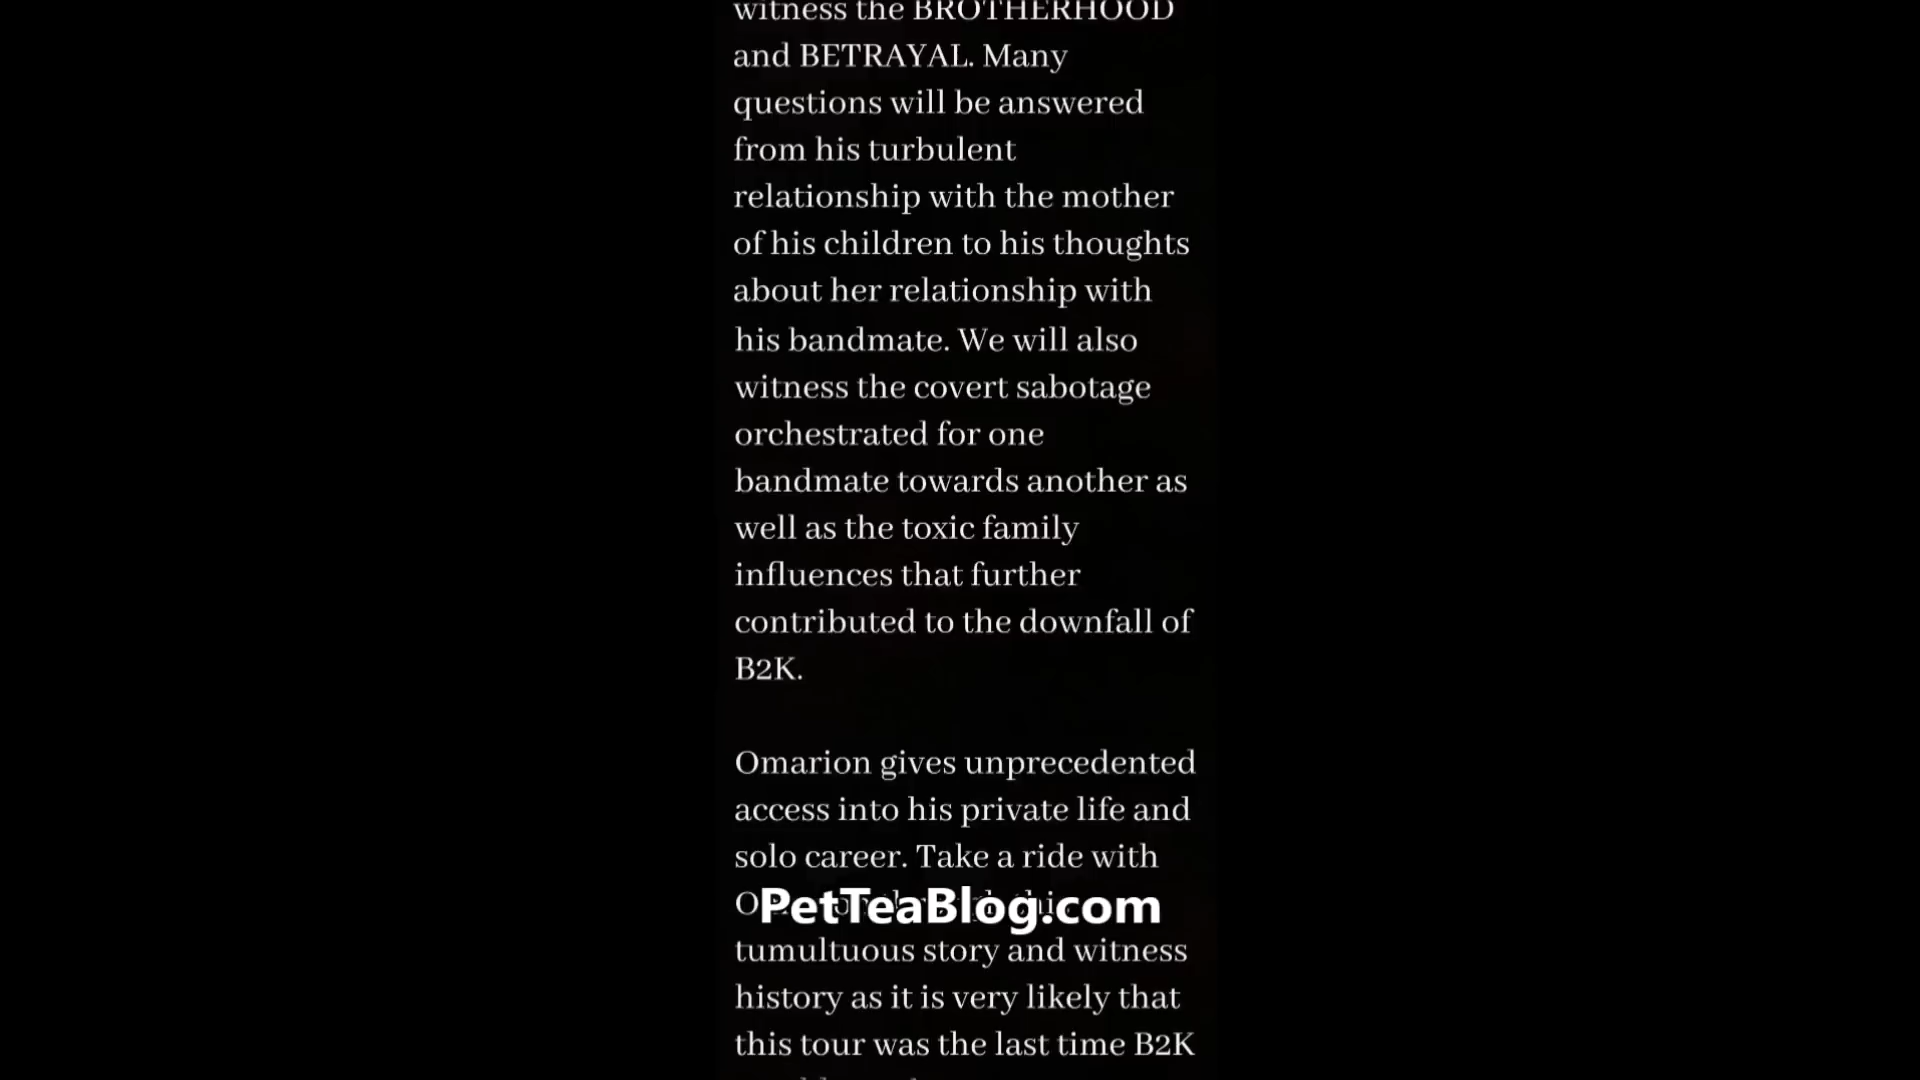 witness the BROTHERHOOD
and BETRAYAL. Many
questions will be answered
from his turbulent
relationship with the mother
of his children to his thoughts
about her relationship with
his bandmate. We will also
witness the covert sabotage
orchestrated for one
bandmate towards another as
well as the toxic family
influences that further
contributed to the downfall of
B2K.
Omarion gives unprecedented
access into his private life and
solo career. Take a ride with
PetTeaBlog.com
tumultuous story and witness
history as it is very likely that
this tour was the last time B2K